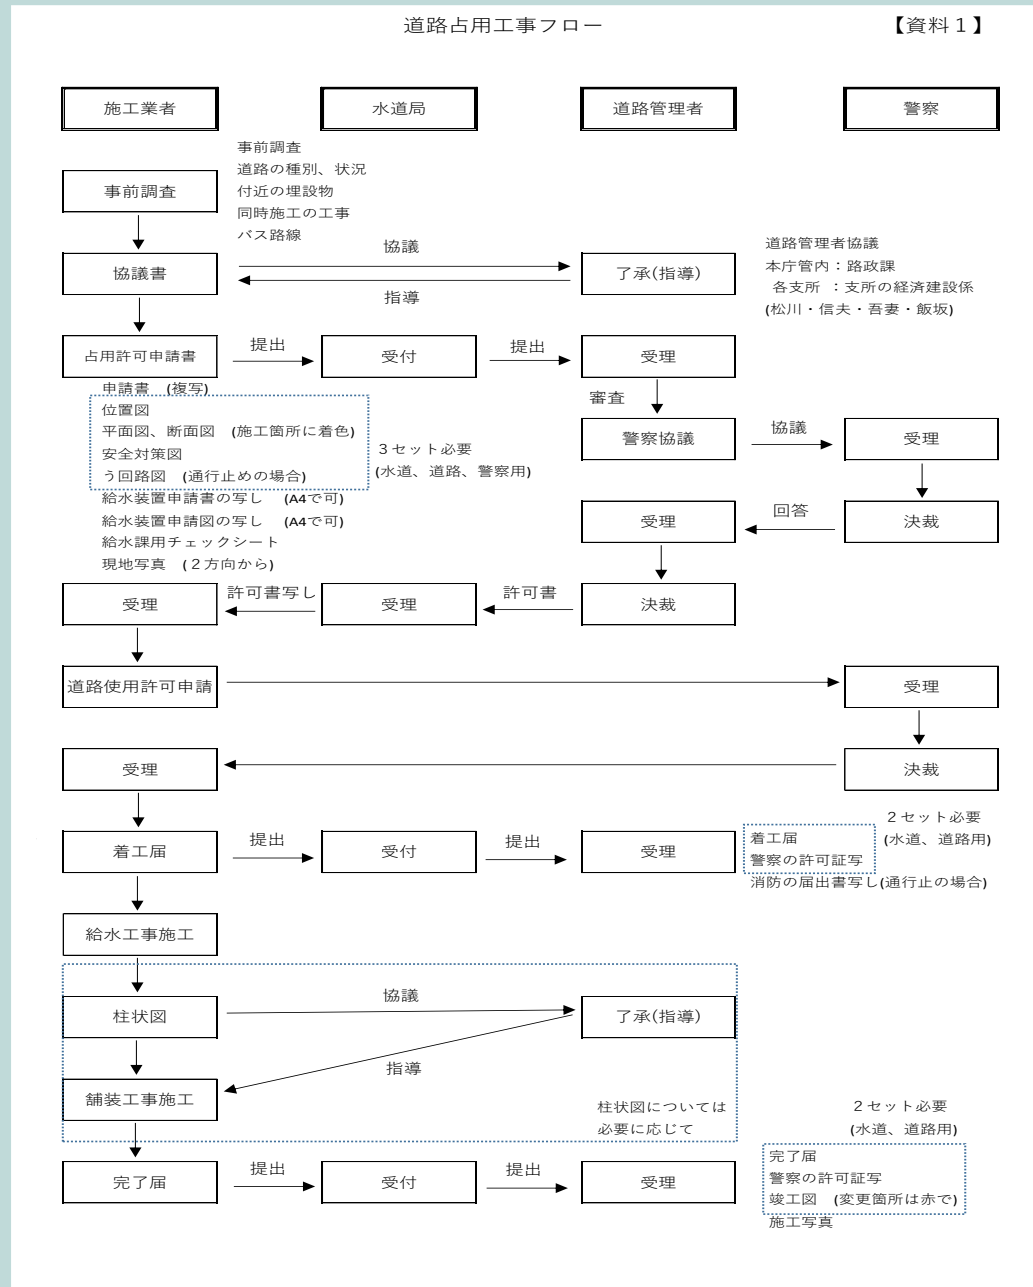 道路占用工事フロー
【資料１】
施工業者
水道局
道路管理者
警察
事前調査
事前調査
道路の種別、状況
付近の埋設物
同時施工の工事
バス路線
協議書
協議
指導
了承(指導)
道路管理者協議
本庁管内：路政課
各支所 ：支所の経済建設係
(松川・信夫・吾妻・飯坂)
占用許可申請書
提出
受付
提出
受理
申請書 (複写)
位置図
平面図、断面図 (施工箇所に着色)
安全対策図
う回路図 (通行止めの場合)
給水装置申請書の写し (A4で可)
給水装置申請図の写し (A4で可)
給水課用チェックシート
現地写真 (２方向から)
３セット必要
(水道、道路、警察用)
審査
警察協議
協議
受理
受理
回答
決裁
受理
許可書写し
受理
許可書
決裁
道路使用許可申請
受理
受理
決裁
着工届
提出
受付
提出
受理
２セット必要
(水道、道路用)
着工届
警察の許可証写
消防の届出書写し(通行止の場合)
給水工事施工
柱状図
協議
了承(指導)
指導
舗装工事施工
柱状図については
必要に応じて
完了届
提出
受付
提出
受理
２セット必要
(水道、道路用)
完了届
警察の許可証写
竣工図 (変更箇所は赤で)
施工写真